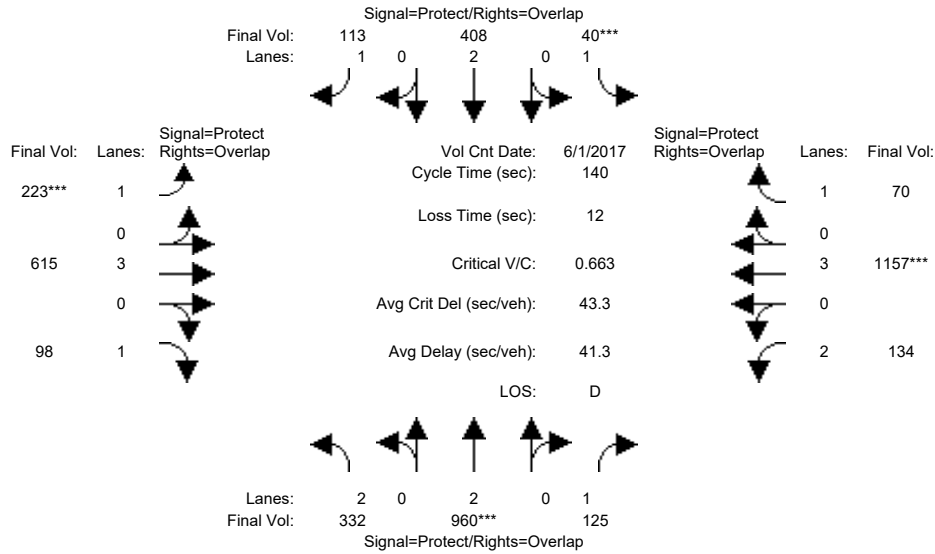 Signal=Protect/Rights=Overlap
Final Vol: 113 408 40***
Lanes: 1 0 2 0 1
Signal=Protect
Final Vol: Lanes: Rights=Overlap
Vol Cnt Date: 6/1/2017
Signal=Protect
Rights=Overlap Lanes: Final Vol:
Cycle Time (sec): 140
223*** 1
1 70
Loss Time (sec): 12
0
0
615 3
Critical V/C: 0.663
3 1157***
0
Avg Crit Del (sec/veh): 43.3
0
98 1
Avg Delay (sec/veh): 41.3
2 134
LOS: D
Lanes: 2 0 2 0 1
Final Vol: 332 960*** 125
Signal=Protect/Rights=Overlap